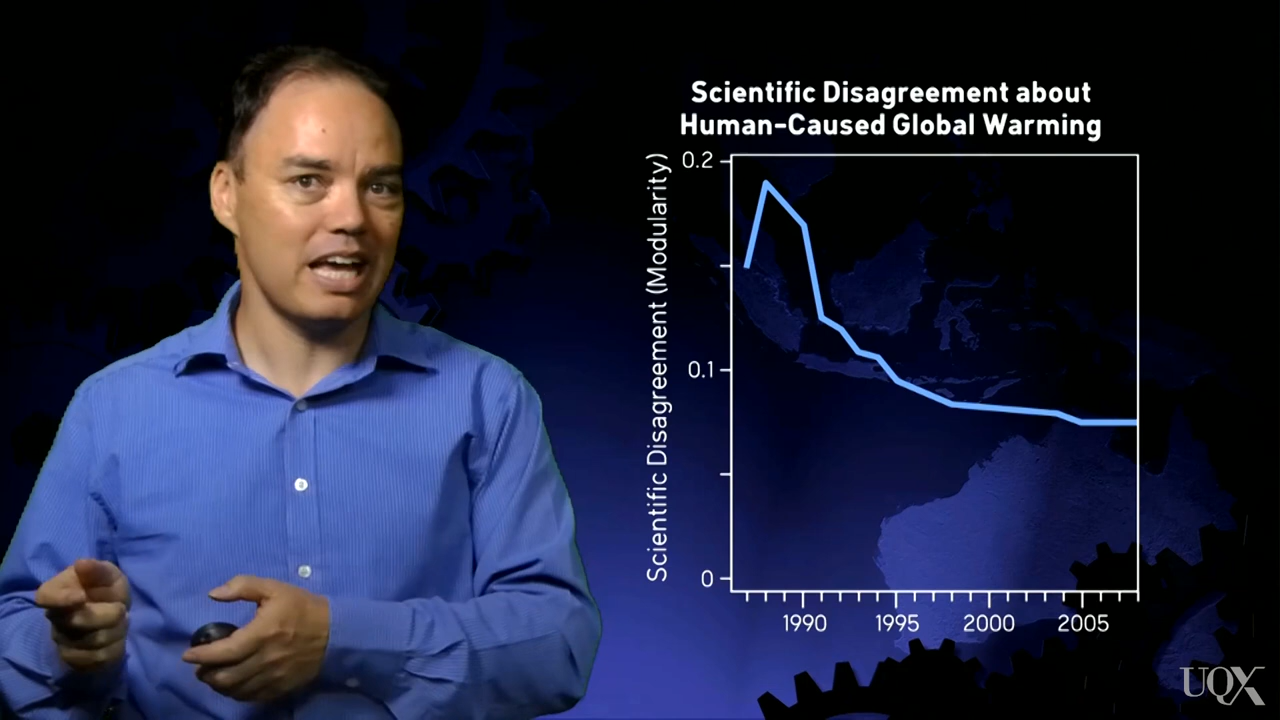 Scientific Disagreement about
Human-Caused Global Warming
Scientific Disagreement (Modularity)
0.2
0.1
0
1990 1995 2000 2005
UQX